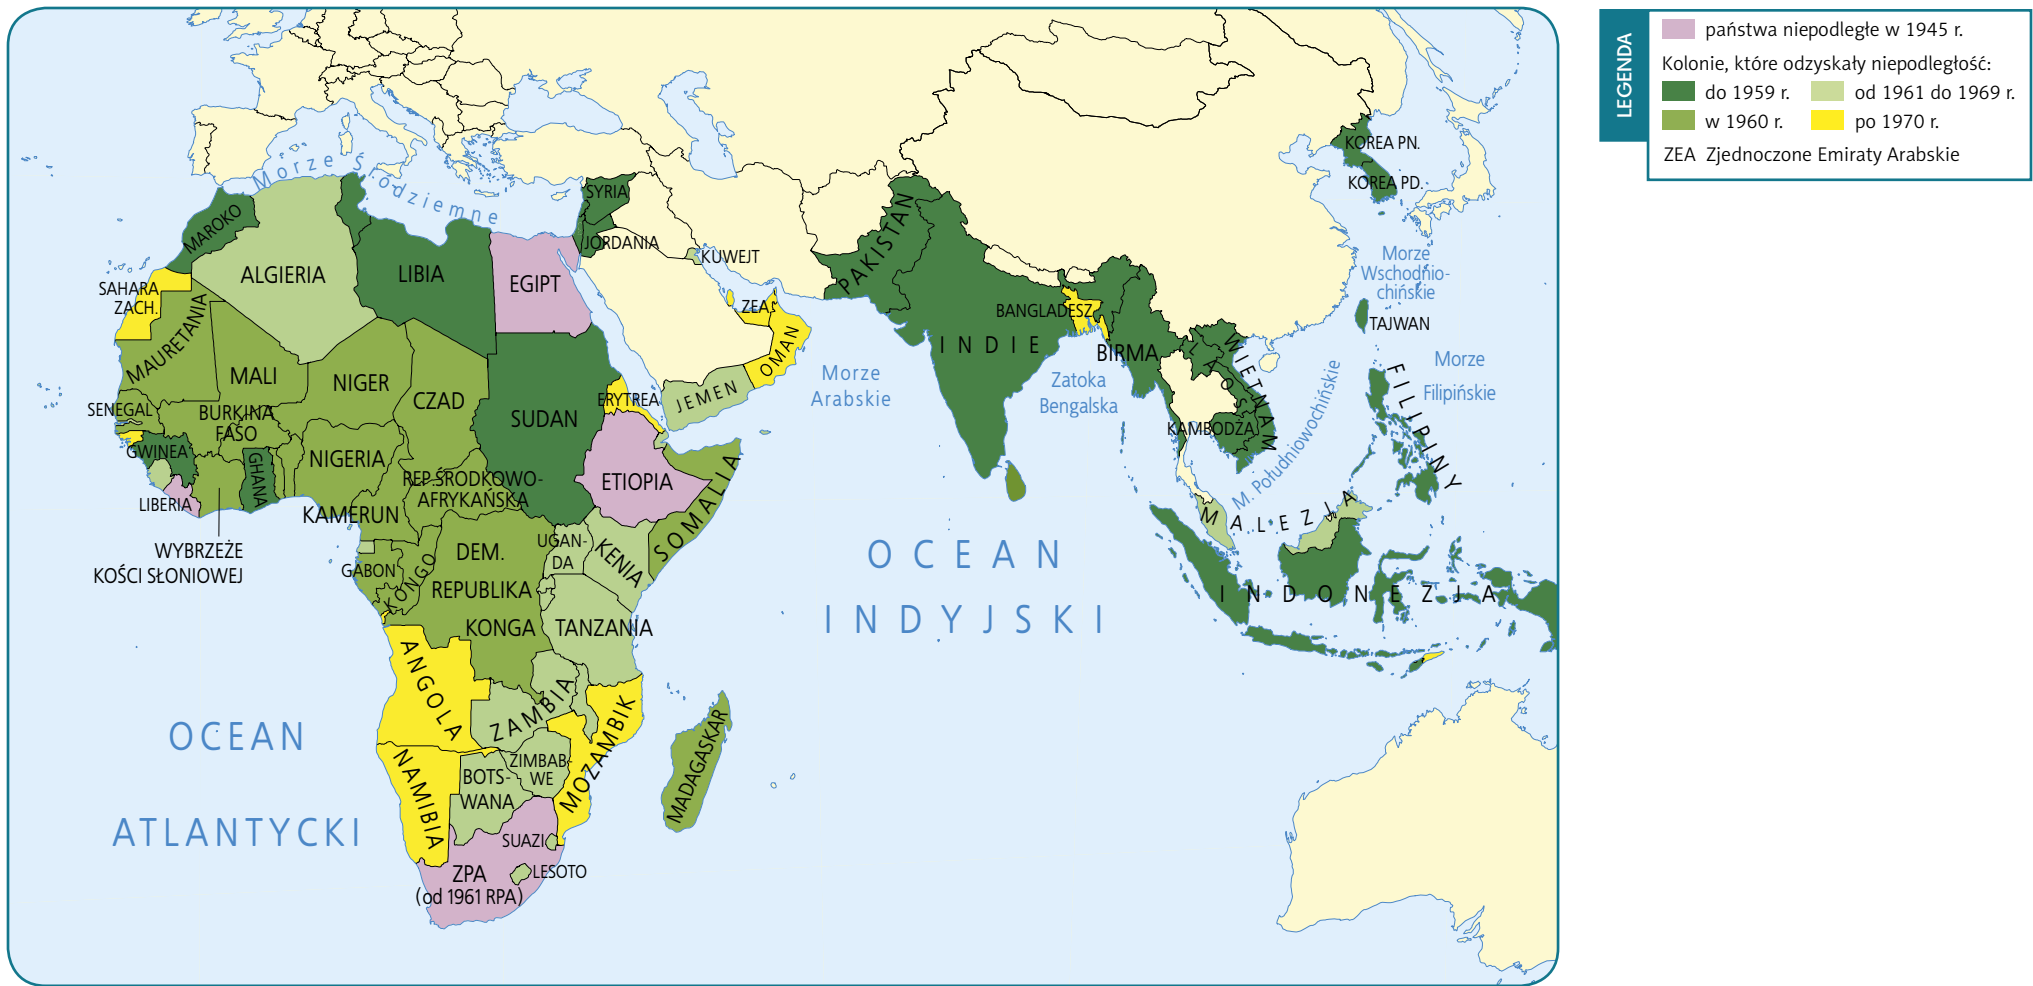 LEGENDA
państwa niepodległe w 1945 r.
Kolonie, które odzyskały niepodległość:
do 1959 r.
od 1961 do 1969 r.
w 1960 r.
po 1970 r.
ZEA Zjednoczone Emiraty Arabskie
Morze Śródziemne
MAROKO
ALGIERIA
LIBIA
EGIPT
SYRIA
JORDANIA
KUWEJT
SAHARA
ZACH.
MAURETANIA
MALI
NIGER
CZAD
SUDAN
ERYTREA
JEMEN
OMAN
ZEA
SENEGAL
BURKINA
FASO
GWINEA
GHANA
NIGERIA
REP. ŚRODKOWO-
AFRYKAŃSKA
ETIOPIA
SOMALIA
LIBERIA
KAMERUN
WYBRZEŻE
KOŚCI SŁONIOWEJ
GABON
KONGO
DEM.
REPUBLIKA
KONGA
UGAN-
DA
KENIA
TANZANIA
ANGOLA
ZAMBIA
MOZAMBIK
MADAGASKAR
NAMIBIA
BOTS-
WANA
ZIMBAB-
WE
SUAZI
LESOTO
ZPA
(od 1961 RPA)
OCEAN
ATLANTYCKI
PAKISTAN
INDIE
BANGLADESZ
BIRMA
LAOS
WIETNAM
KAMBODŻA
KOREA PN.
KOREA PD.
TAJWAN
FILIPINY
MALEZJA
INDONEZJA
Morze
Arabskie
Zatoka
Bengalska
Morze
Wschodnio-
chińskie
Morze
Filipińskie
M. Południowochińskie
OCEAN
INDYJSKI